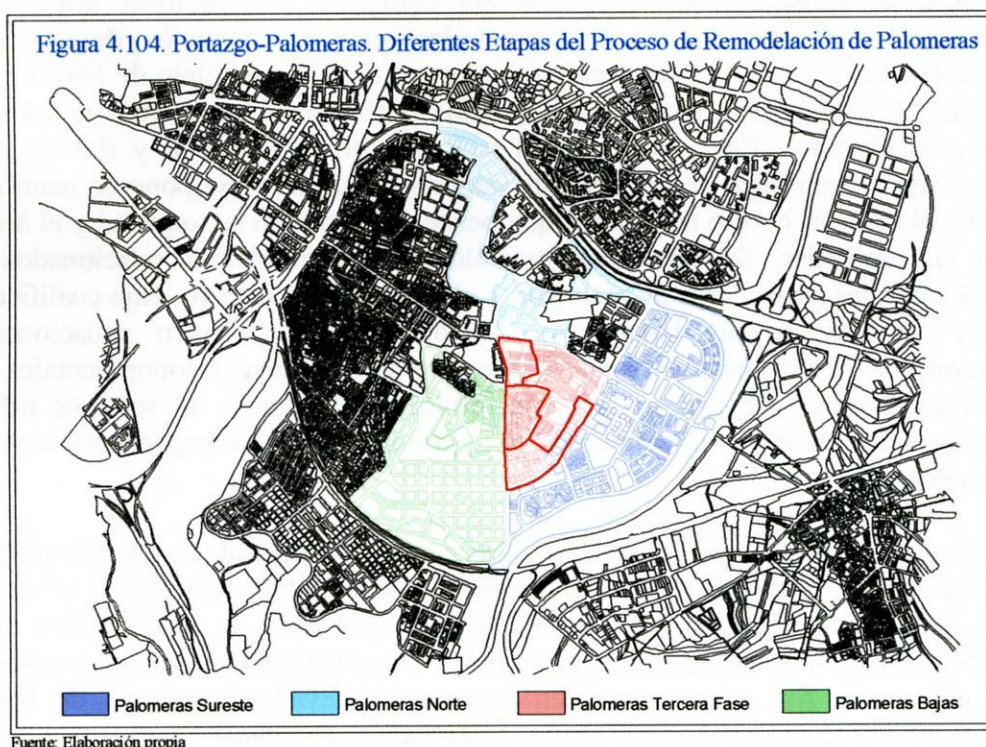 Figura 4.104. Portazgo-Palomeras. Diferentes Etapas del Proceso de Remodelación de Palomeras
Palomeras Sureste
Palomeras Norte
Palomeras Tercera Fase
Palomeras Bajas
Fuente: Elaboración propia